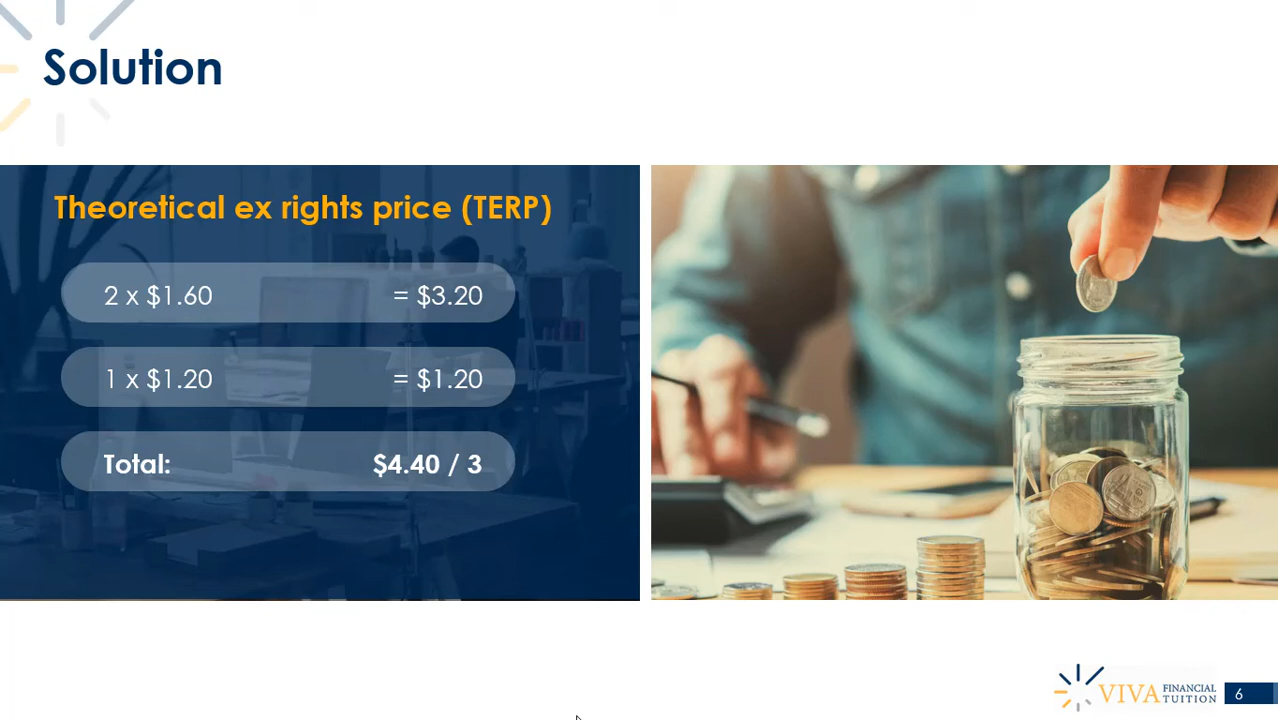 Solution
Theoretical ex rights price (TERP)
2 x $1.60 = $3.20
1 x $1.20 = $1.20
Total: $4.40 / 3
VIVA FINANCIAL TUITION
6